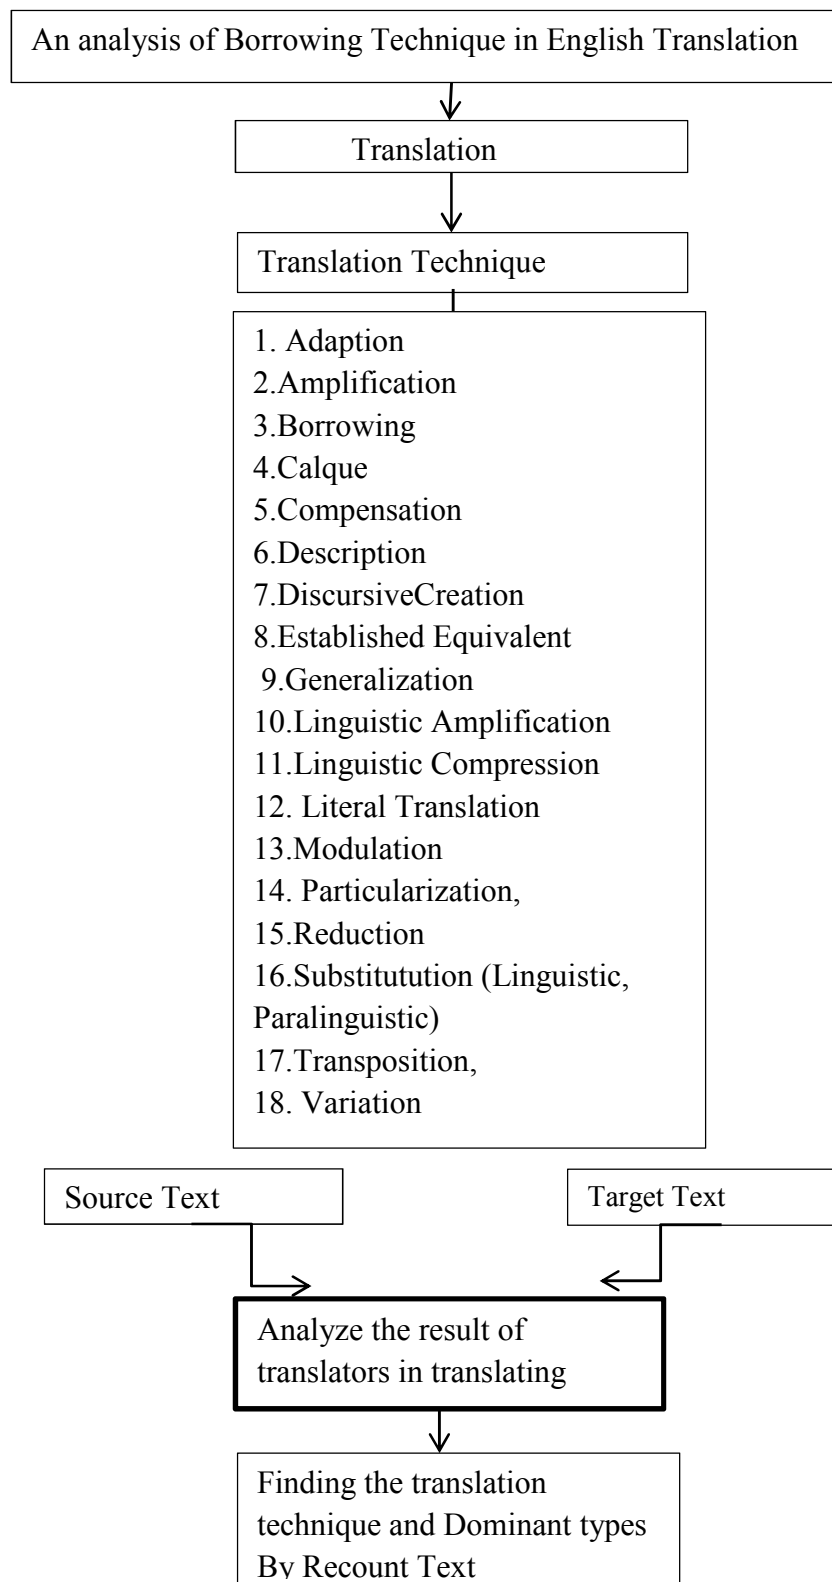 An analysis of Borrowing Technique in English Translation
Translation
Translation Technique
1. Adaption
2.Amplification
3.Borrowing
4.Calque
5.Compensation
6.Description
7.DiscursiveCreation
8.Established Equivalent
9.Generalization
10.Linguistic Amplification
11.Linguistic Compression
12. Literal Translation
13.Modulation
14. Particularization,
15.Reduction
16.Substitutution (Linguistic,
Paralinguistic)
17.Transposition,
18. Variation
Source Text
Target Text
Analyze the result of
translators in translating
Finding the translation
technique and Dominant types
By Recount Text